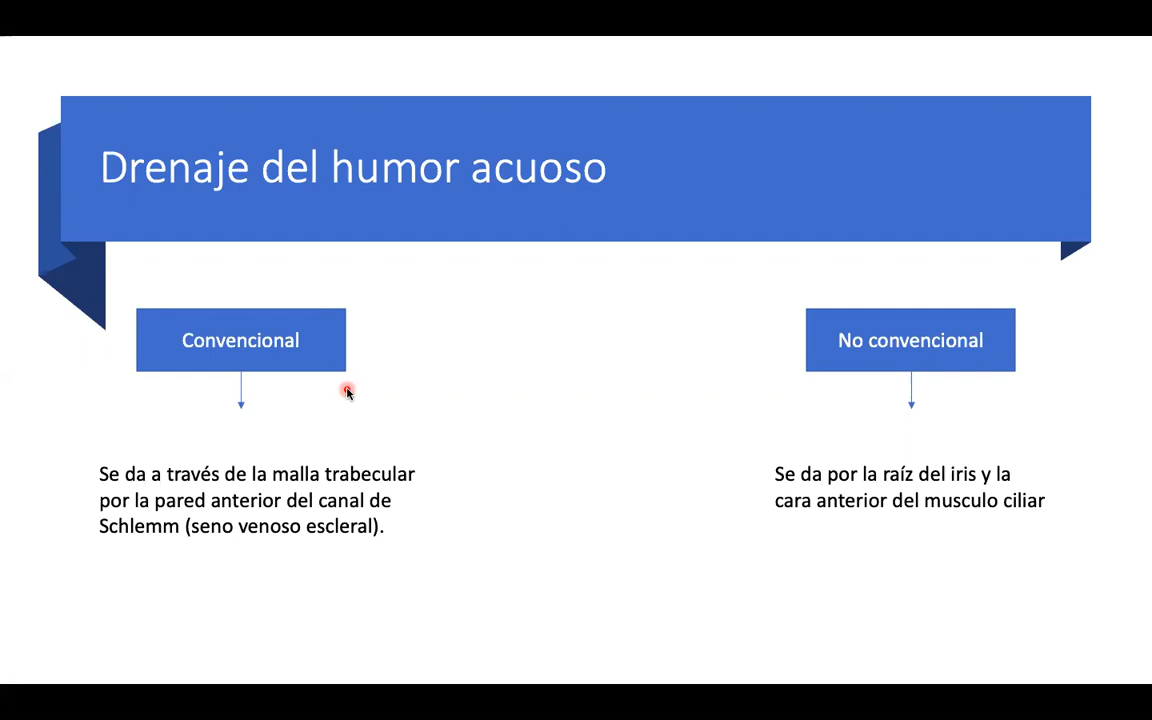 Drenaje del humor acuoso
Convencional
No convencional
Se da a través de la malla trabecular
por la pared anterior del canal de
Schlemm (seno venoso escleral).
Se da por la raíz del iris y la
cara anterior del musculo ciliar